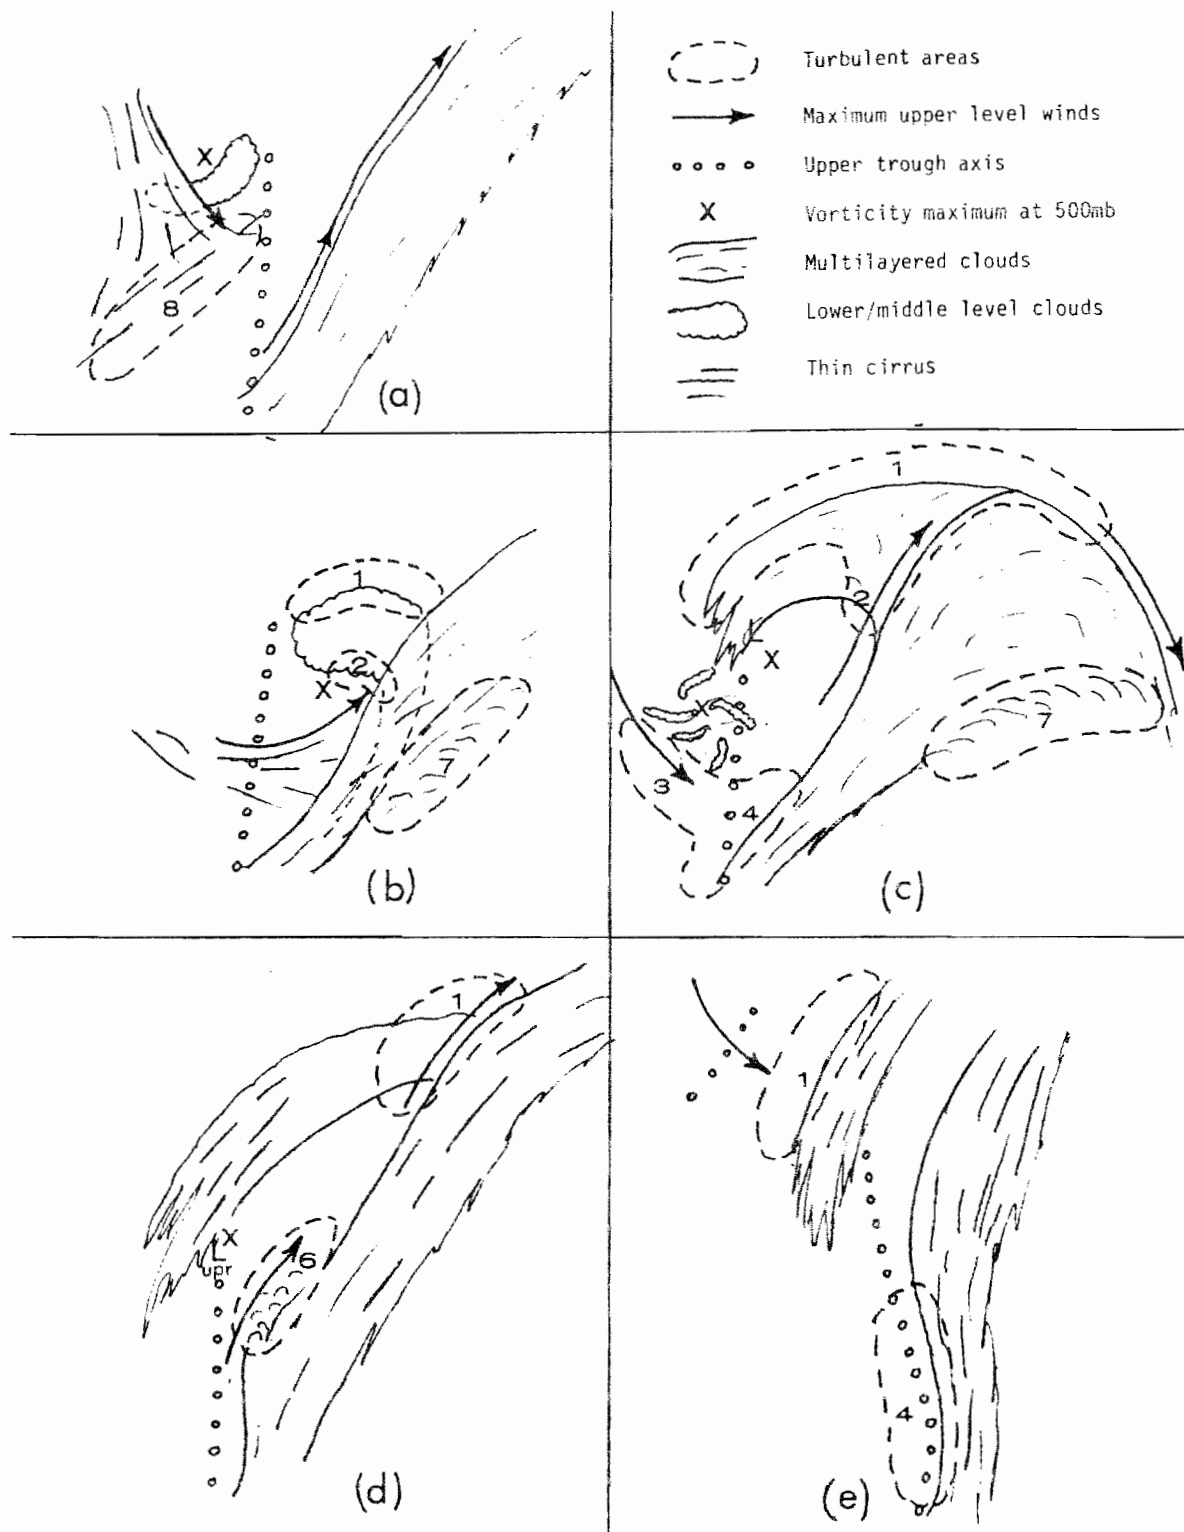 Turbulent areas
Maximum upper level winds
Upper trough axis
X Vorticity maximum at 500mb
Multilayered clouds
Lower/middle level clouds
Thin cirrus
X
8
(a)
1
2
X
7
(b)
1
2
L
X
X
3
4
7
(c)
1
X
L
upr
6
(d)
1
4
(e)